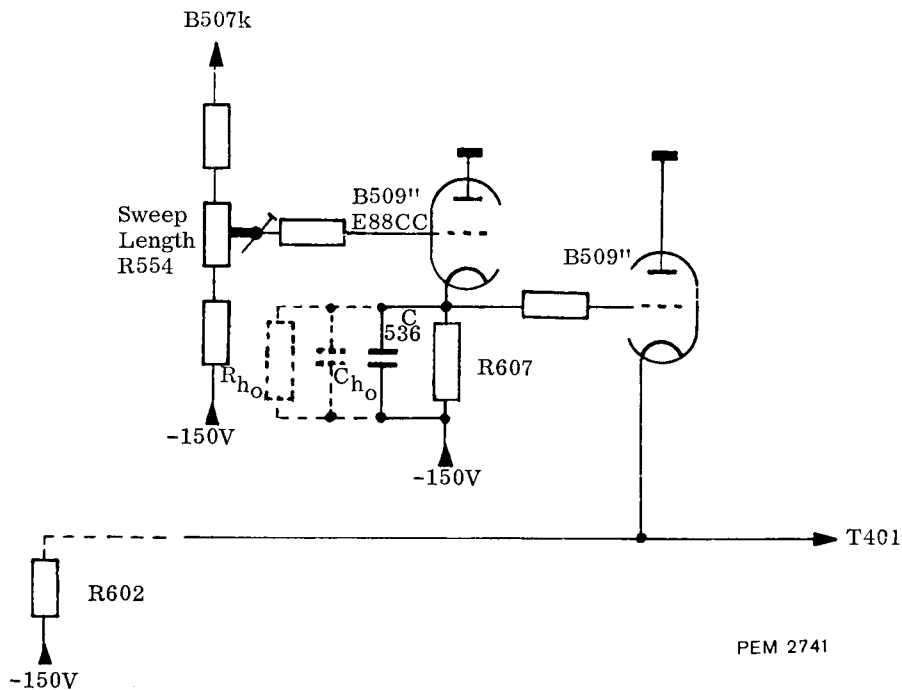 B507k
Sweep
Length
R554
B509"
E88CC
B509"
C
536
R607
Rho
Cho
-150V
-150V
T401
R602
-150V
PEM 2741